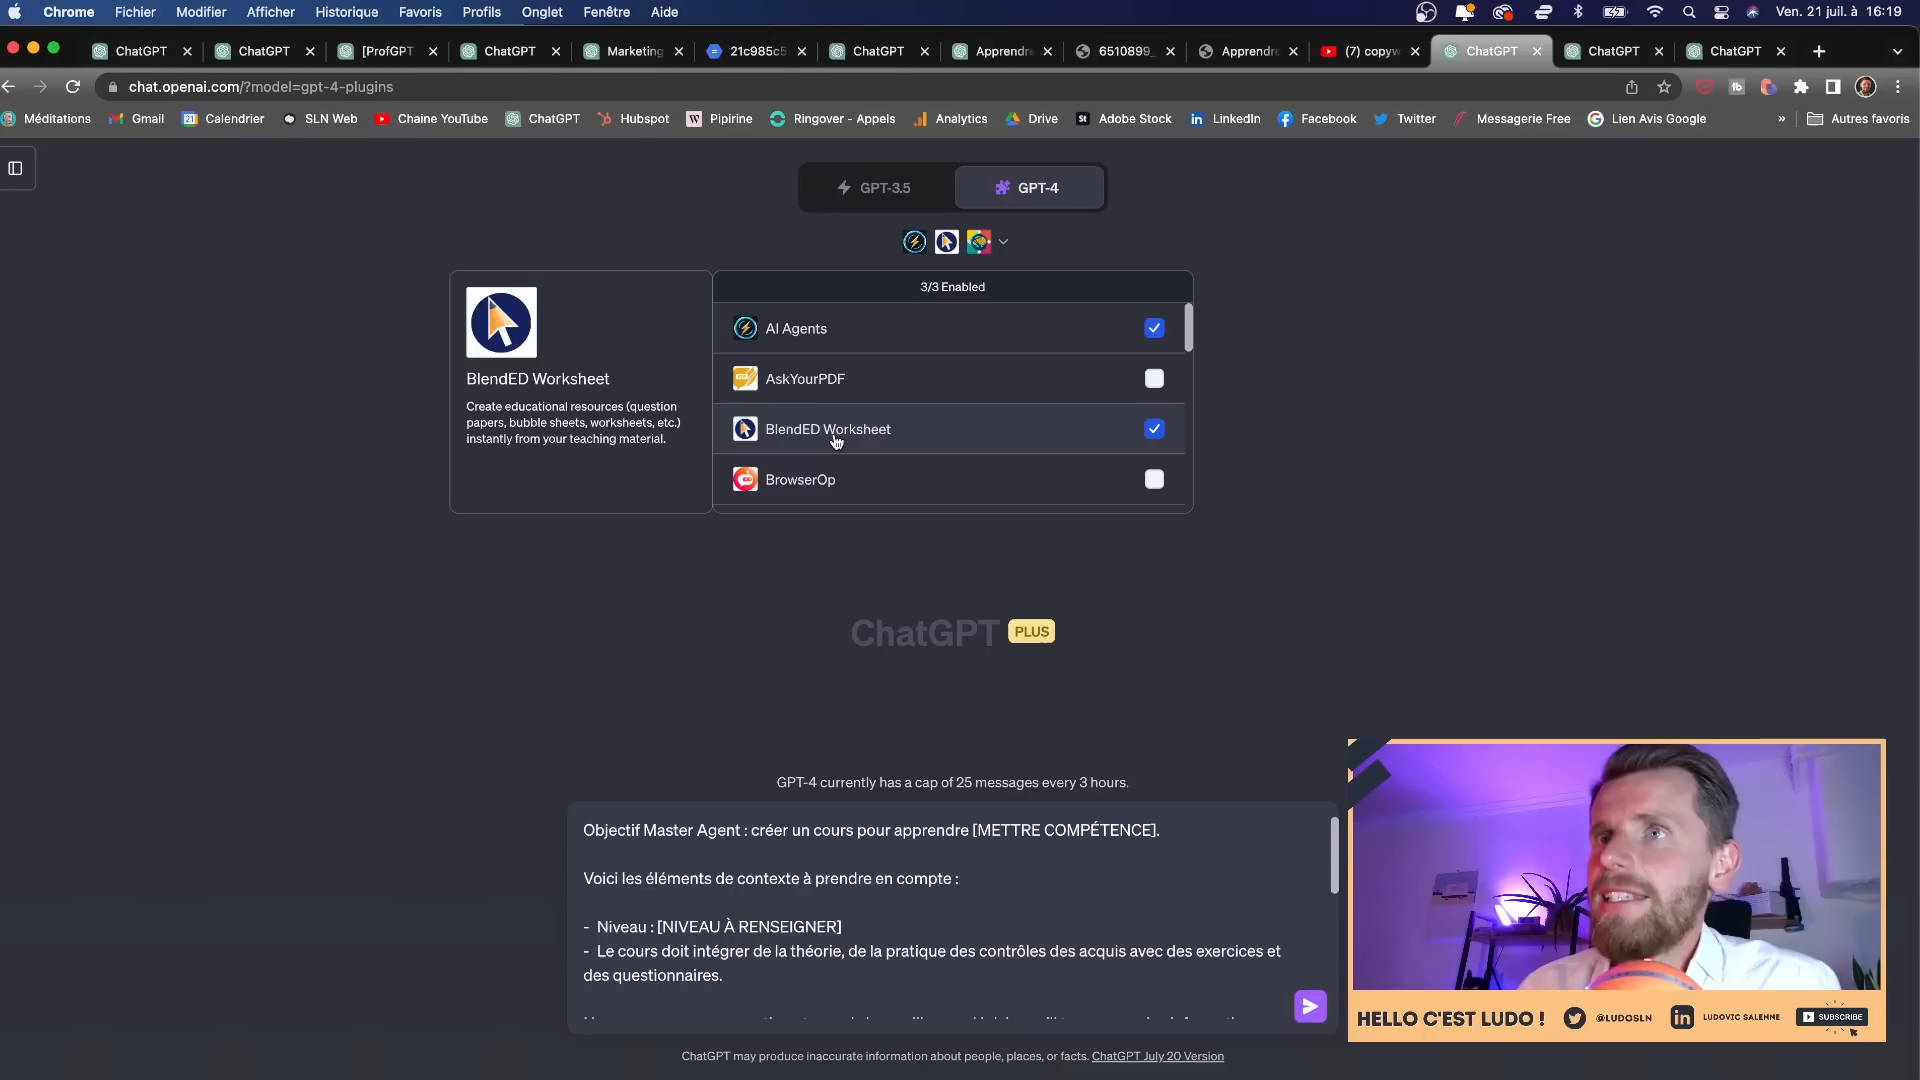 Chrome Fichier Modifier Afficher Historique Favoris Profils Onglet Fenêtre Aide Ven. 21 juil. à 16:19
ChatGPT ChatGPT [ProfGPT ChatGPT Marketing 21c985c5 ChatGPT Apprendre 6510899_ Apprendre (7) copyw ChatGPT ChatGPT ChatGPT
chat.openai.com/?model=gpt-4-plugins
Méditations Gmail Calendrier SLN Web Chaine YouTube ChatGPT Hubspot Pipirine Ringover - Appels Analytics Drive Adobe Stock LinkedIn Facebook Twitter Messagerie Free Lien Avis Google » Autres favoris
GPT-3.5 GPT-4
3/3 Enabled
AI Agents
AskYourPDF
BlendED Worksheet
BrowserOp
BlendED Worksheet
Create educational resources (question
papers, bubble sheets, worksheets, etc.)
instantly from your teaching material.
ChatGPT PLUS
GPT-4 currently has a cap of 25 messages every 3 hours.
Objectif Master Agent : créer un cours pour apprendre [METTRE COMPÉTENCE].
Voici les éléments de contexte à prendre en compte :
- Niveau : [NIVEAU À RENSEIGNER]
- Le cours doit intégrer de la théorie, de la pratique des contrôles des acquis avec des exercices et
des questionnaires.
ChatGPT may produce inaccurate information about people, places, or facts. ChatGPT July 20 Version
HELLO C'EST LUDO ! @LUDOSLN LUDOVIC SALENNE SUBSCRIBE